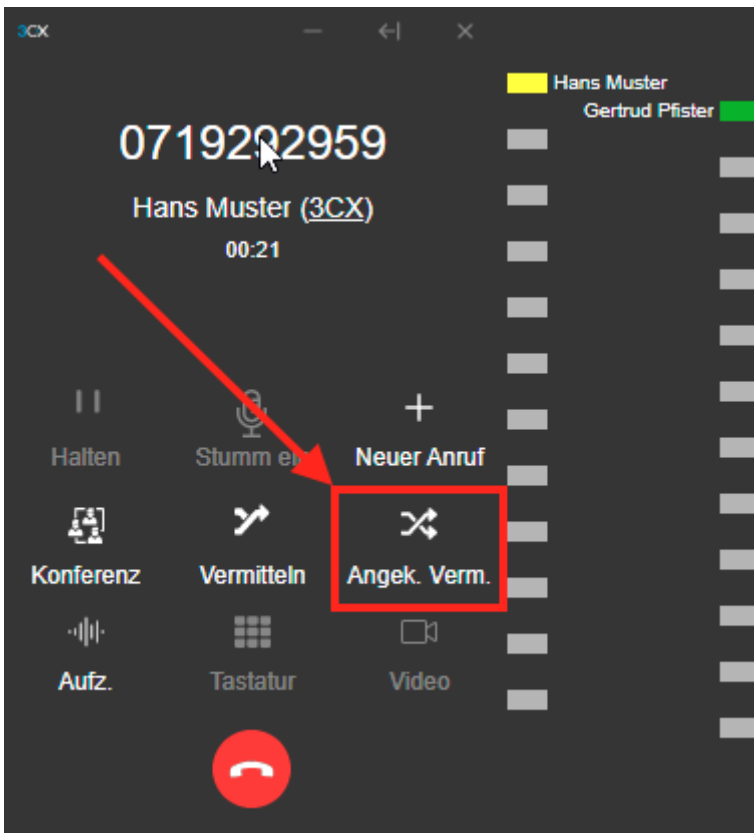 3CX
Hans Muster
Gertrud Pfister
0719292959
Hans Muster (3CX)
00:21
Halten
Stumm
Neuer Anruf
Konferenz
Vermitteln
Angek. Verm.
Aufz.
Tastatur
Video